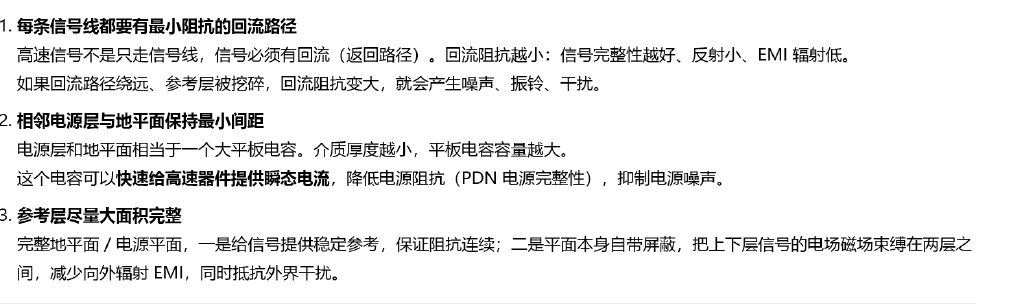 1. 每条信号线都要有最小阻抗的回流路径
高速信号不是只走信号线，信号必须有回流（返回路径）。回流阻抗越小：信号完整性越好、反射小、EMI 辐射低。
如果回流路径绕远、参考层被挖碎，回流阻抗变大，就会产生噪声、振铃、干扰。
2. 相邻电源层与地平面保持最小间距
电源层和地平面相当于一个大平板电容。介质厚度越小，平板电容容量越大。
这个电容可以快速给高速器件提供瞬态电流，降低电源阻抗（PDN 电源完整性），抑制电源噪声。
3. 参考层尽量大面积完整
完整地平面 / 电源平面，一是给信号提供稳定参考，保证阻抗连续；二是平面本身自带屏蔽，把上下层信号的电场磁场束缚在两层之
间，减少向外辐射 EMI，同时抵抗外界干扰。